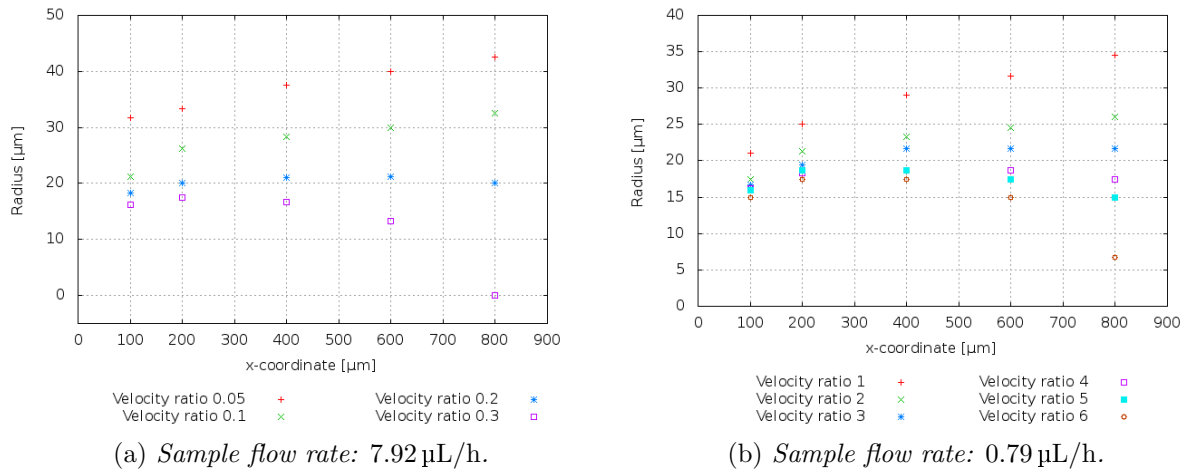 50
40
30
20
10
0
Radius [µm]
0 100 200 300 400 500 600 700 800 900
x-coordinate [µm]
Velocity ratio 0.05
Velocity ratio 0.1
Velocity ratio 0.2
Velocity ratio 0.3
(a) Sample flow rate: 7.92 µL/h.
40
35
30
25
20
15
10
5
0
Radius [µm]
0 100 200 300 400 500 600 700 800 900
x-coordinate [µm]
Velocity ratio 1
Velocity ratio 2
Velocity ratio 3
Velocity ratio 4
Velocity ratio 5
Velocity ratio 6
(b) Sample flow rate: 0.79 µL/h.